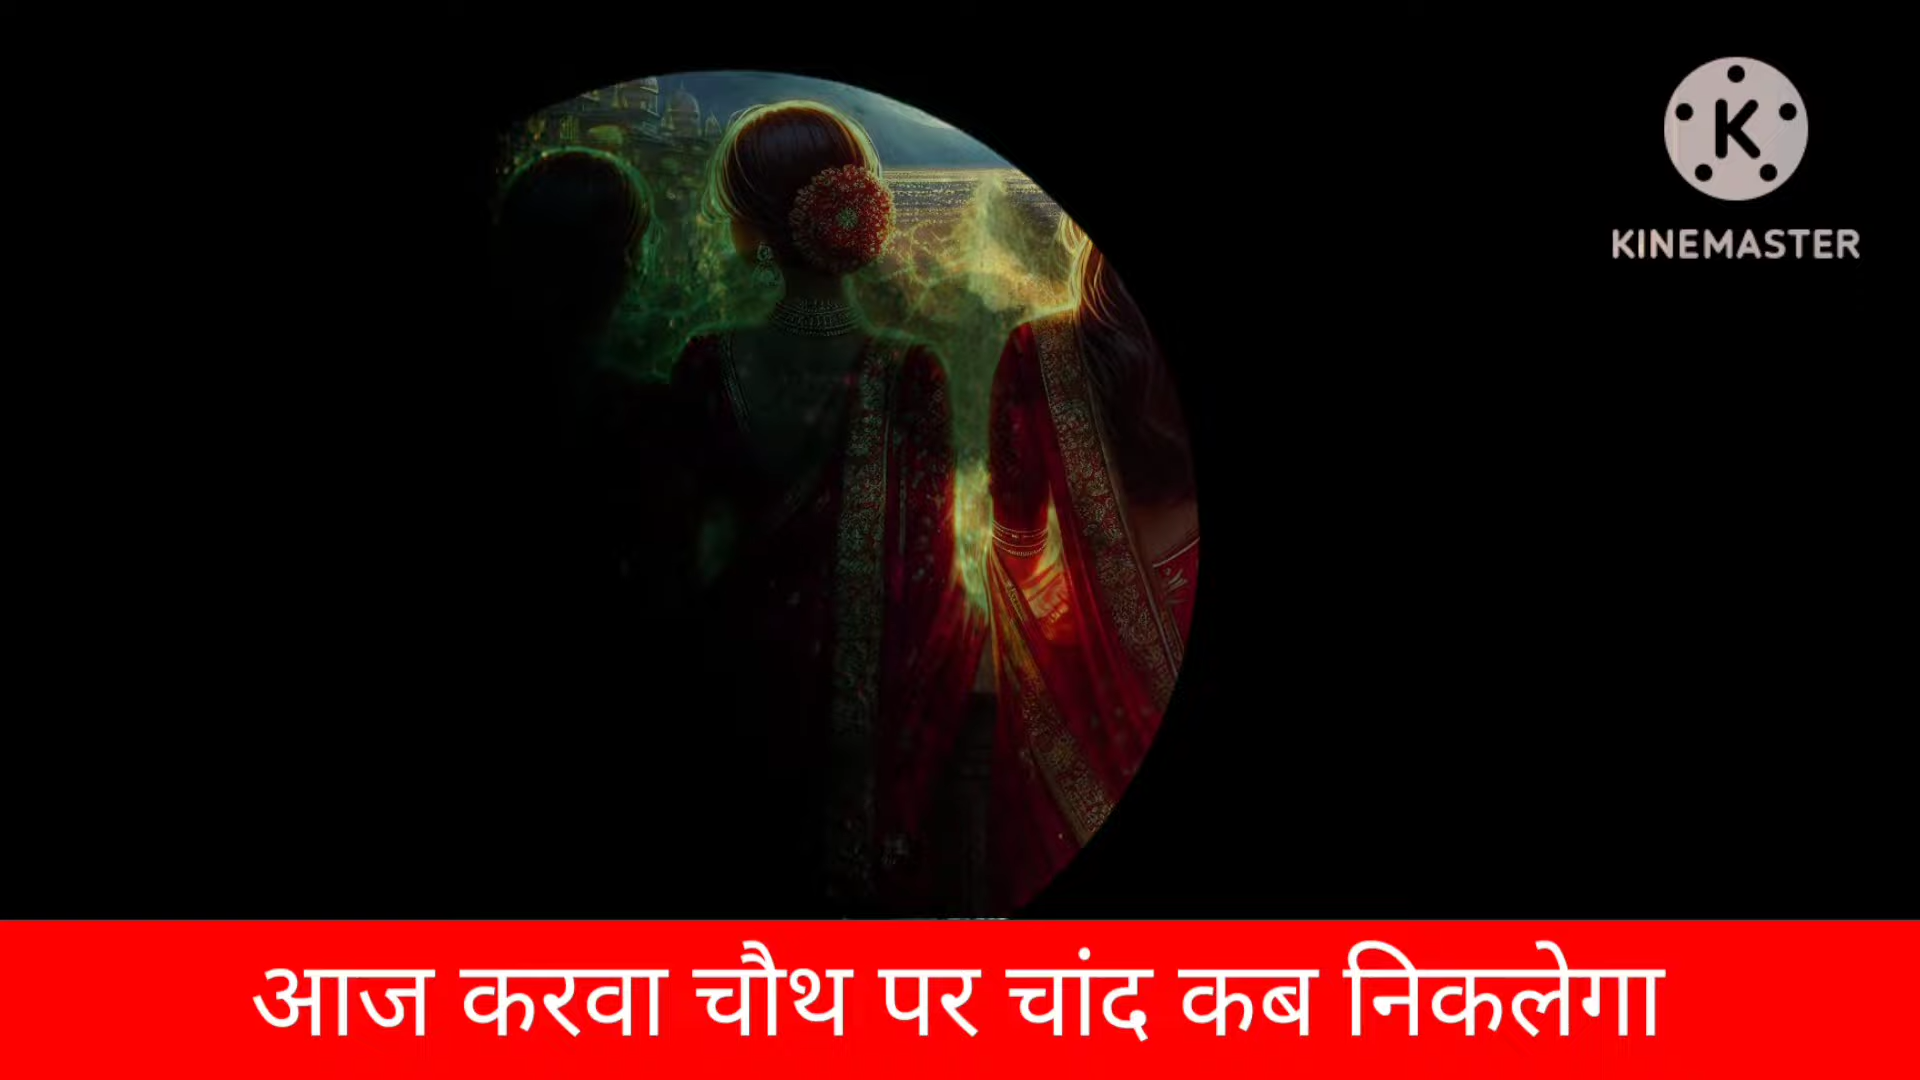 K
KINEMASTER
आज करवा चौथ पर चांद कब निकलेगा